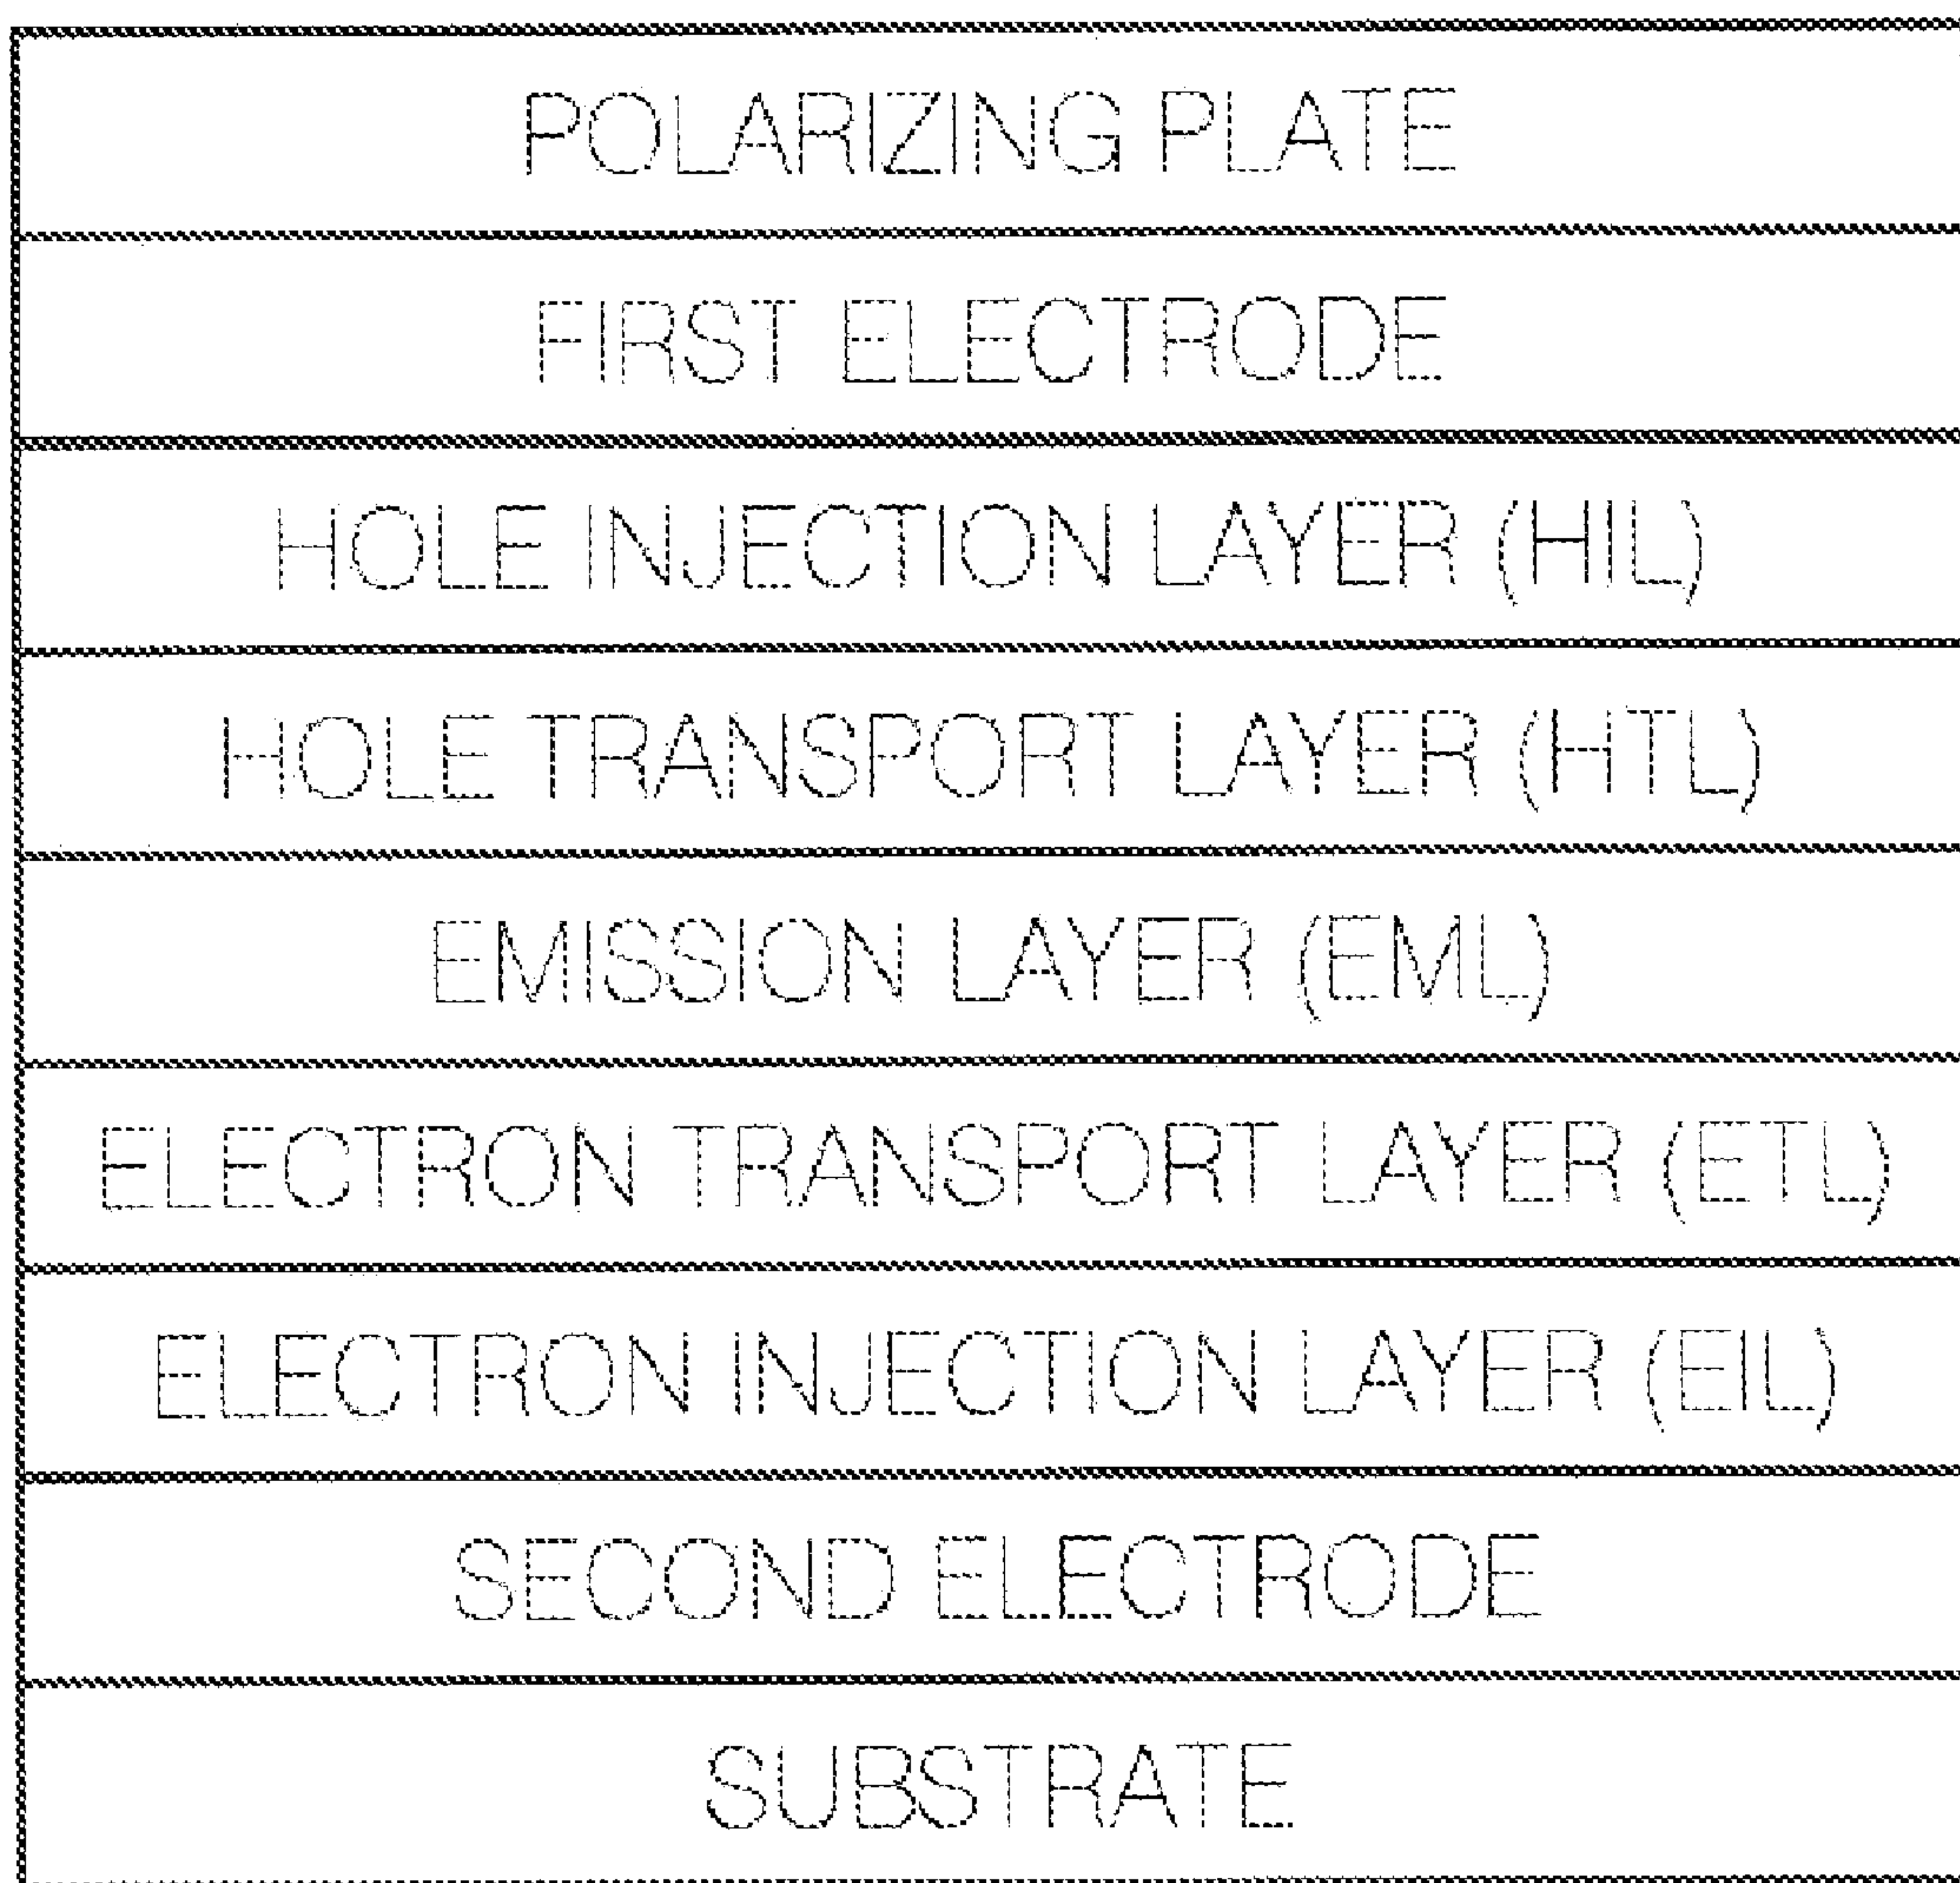 POLARIZING PLATE
FIRST ELECTRODE
HOLE INJECTION LAYER (HIL)
HOLE TRANSPORT LAYER (HTL)
EMISSION LAYER (EML)
ELECTRON TRANSPORT LAYER (ETL)
ELECTRON INJECTION LAYER (EIL)
SECOND ELECTRODE
SUBSTRATE